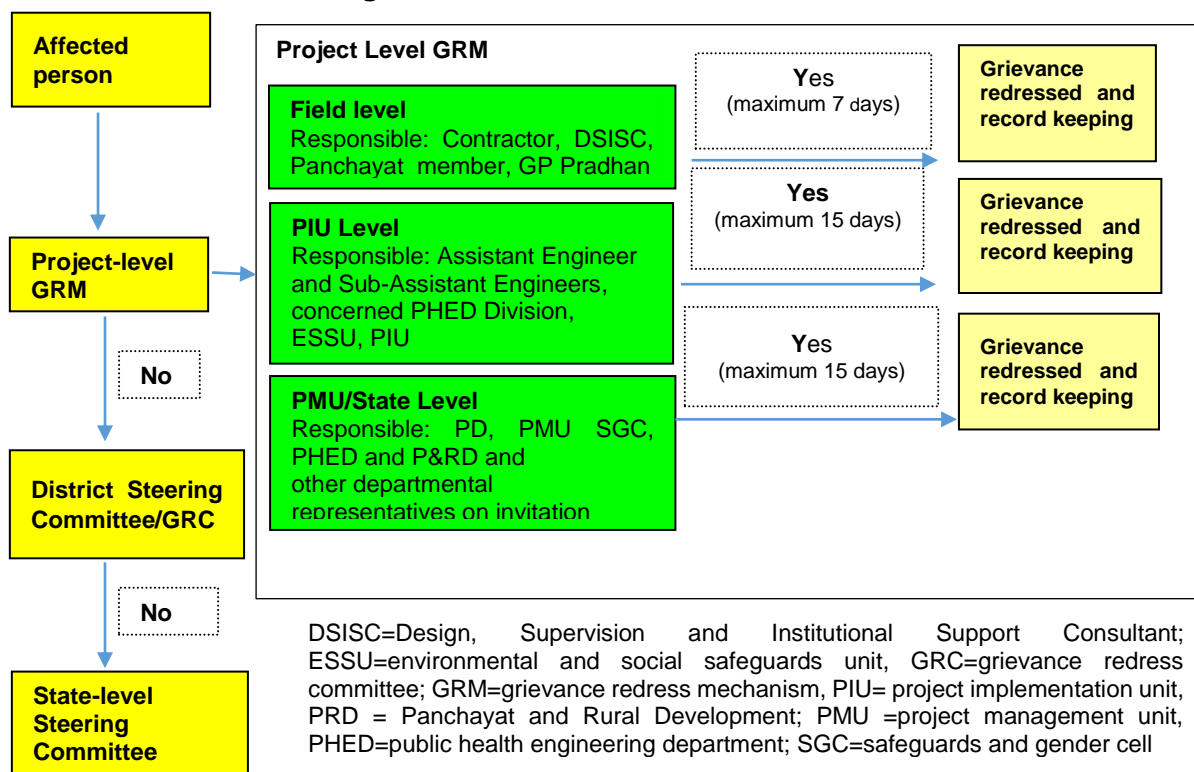 Affected
person
Project-level
GRM
No
District Steering
Committee/GRC
No
State-level
Steering
Committee
Project Level GRM
Field level
Responsible: Contractor, DSISC,
Panchayat member, GP Pradhan
Yes
(maximum 7 days)
Grievance
redressed and
record keeping
PIU Level
Responsible: Assistant Engineer
and Sub-Assistant Engineers,
concerned PHED Division,
ESSU, PIU
Yes
(maximum 15 days)
Grievance
redressed and
record keeping
PMU/State Level
Responsible: PD, PMU SGC,
PHED and P&RD and
other departmental
representatives on invitation
Yes
(maximum 15 days)
Grievance
redressed and
record keeping
DSISC=Design, Supervision and Institutional Support Consultant;
ESSU=environmental and social safeguards unit, GRC=grievance redress
committee; GRM=grievance redress mechanism, PIU= project implementation unit,
PRD = Panchayat and Rural Development; PMU =project management unit,
PHED=public health engineering department; SGC=safeguards and gender cell